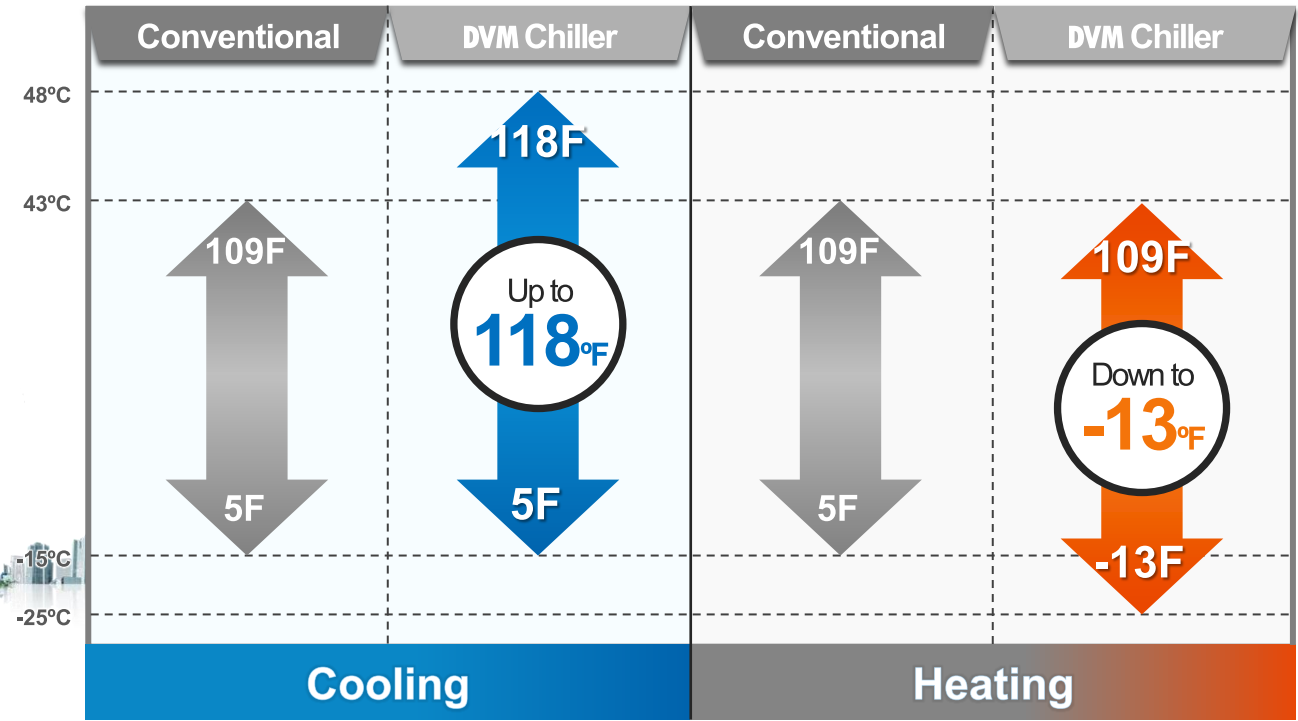 Conventional
DVM Chiller
Conventional
DVM Chiller
48ºC
118F
43ºC
109F
109F
109F
Up to
118ºF
Down to
-13ºF
5F
5F
5F
-15ºC
-13F
-25ºC
Cooling
Heating